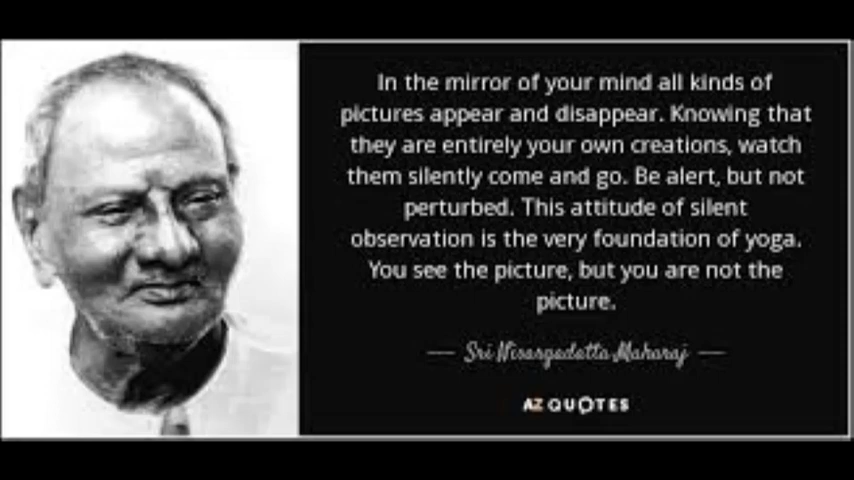 In the mirror of your mind all kinds of
pictures appear and disappear. Knowing that
they are entirely your own creations, watch
them silently come and go. Be alert, but not
perturbed. This attitude of silent
observation is the very foundation of yoga.
You see the picture, but you are not the
picture.
— Sri Nisargadatta Maharaj —
AZ QUOTES